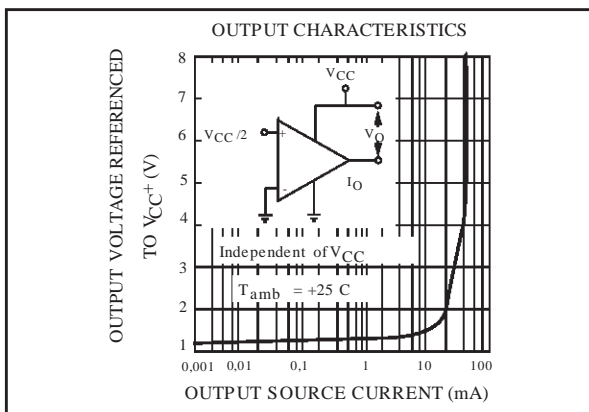 OUTPUT CHARACTERISTICS
OUTPUT VOLTAGE REFERENCED
TO VCC+ (V)
8
7
6
5
4
3
2
1
VCC
VCC/2
+
-
VO
IO
Independent of VCC
Tamb = +25 C
0,001 0,01 0,1 1 10 100
OUTPUT SOURCE CURRENT (mA)